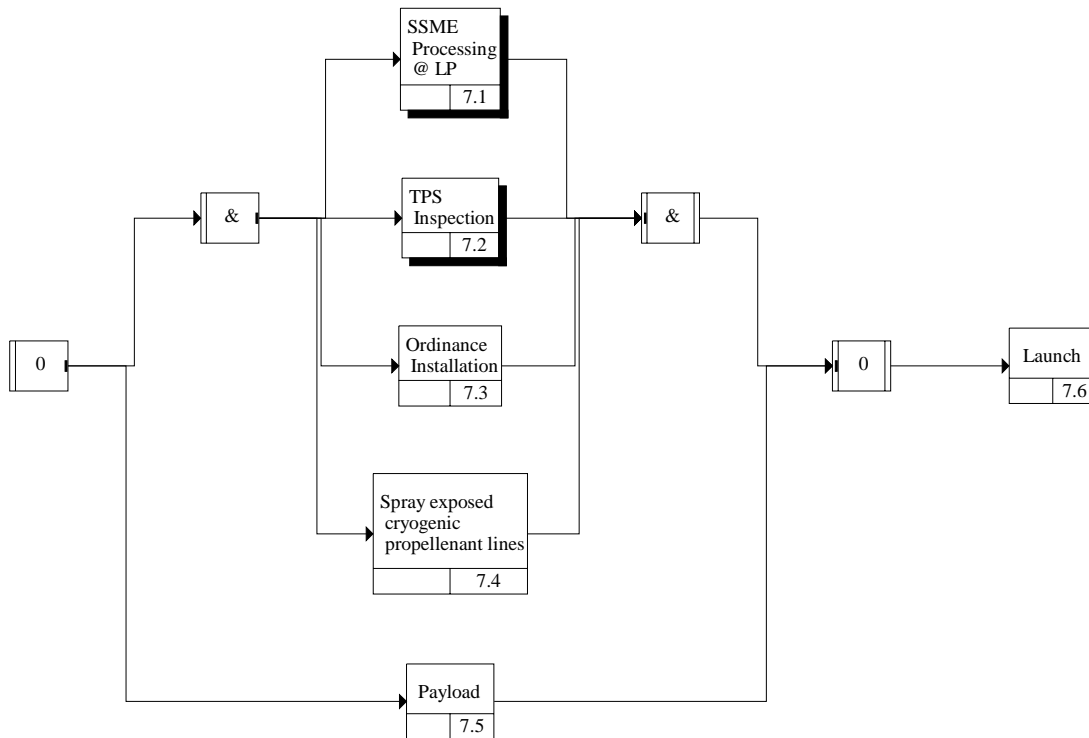 SSME
Processing
@ LP
7.1
TPS
Inspection
7.2
&
&
Ordinance
Installation
7.3
0
0
Launch
7.6
Spray exposed
cryogenic
propellenant lines
7.4
Payload
7.5